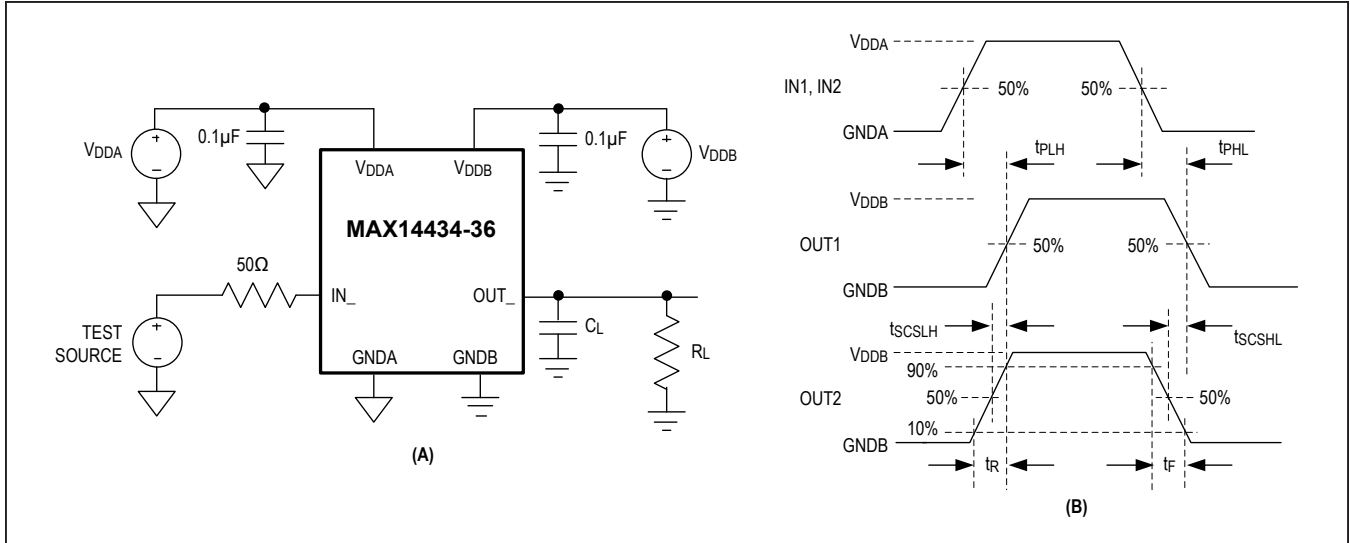 VDDA
0.1µF
0.1µF
VDDB
VDDA
VDDB
MAX14434-36
50Ω
IN_
OUT_
TEST
SOURCE
CL
RL
GNDA
GNDB
(A)
VDDA
IN1, IN2
50%
50%
GNDA
tPLH
tPHL
VDDB
OUT1
50%
50%
GNDB
tSCSLH
tSCSHL
VDDB
90%
OUT2
50%
50%
10%
GNDB
tR
tF
(B)